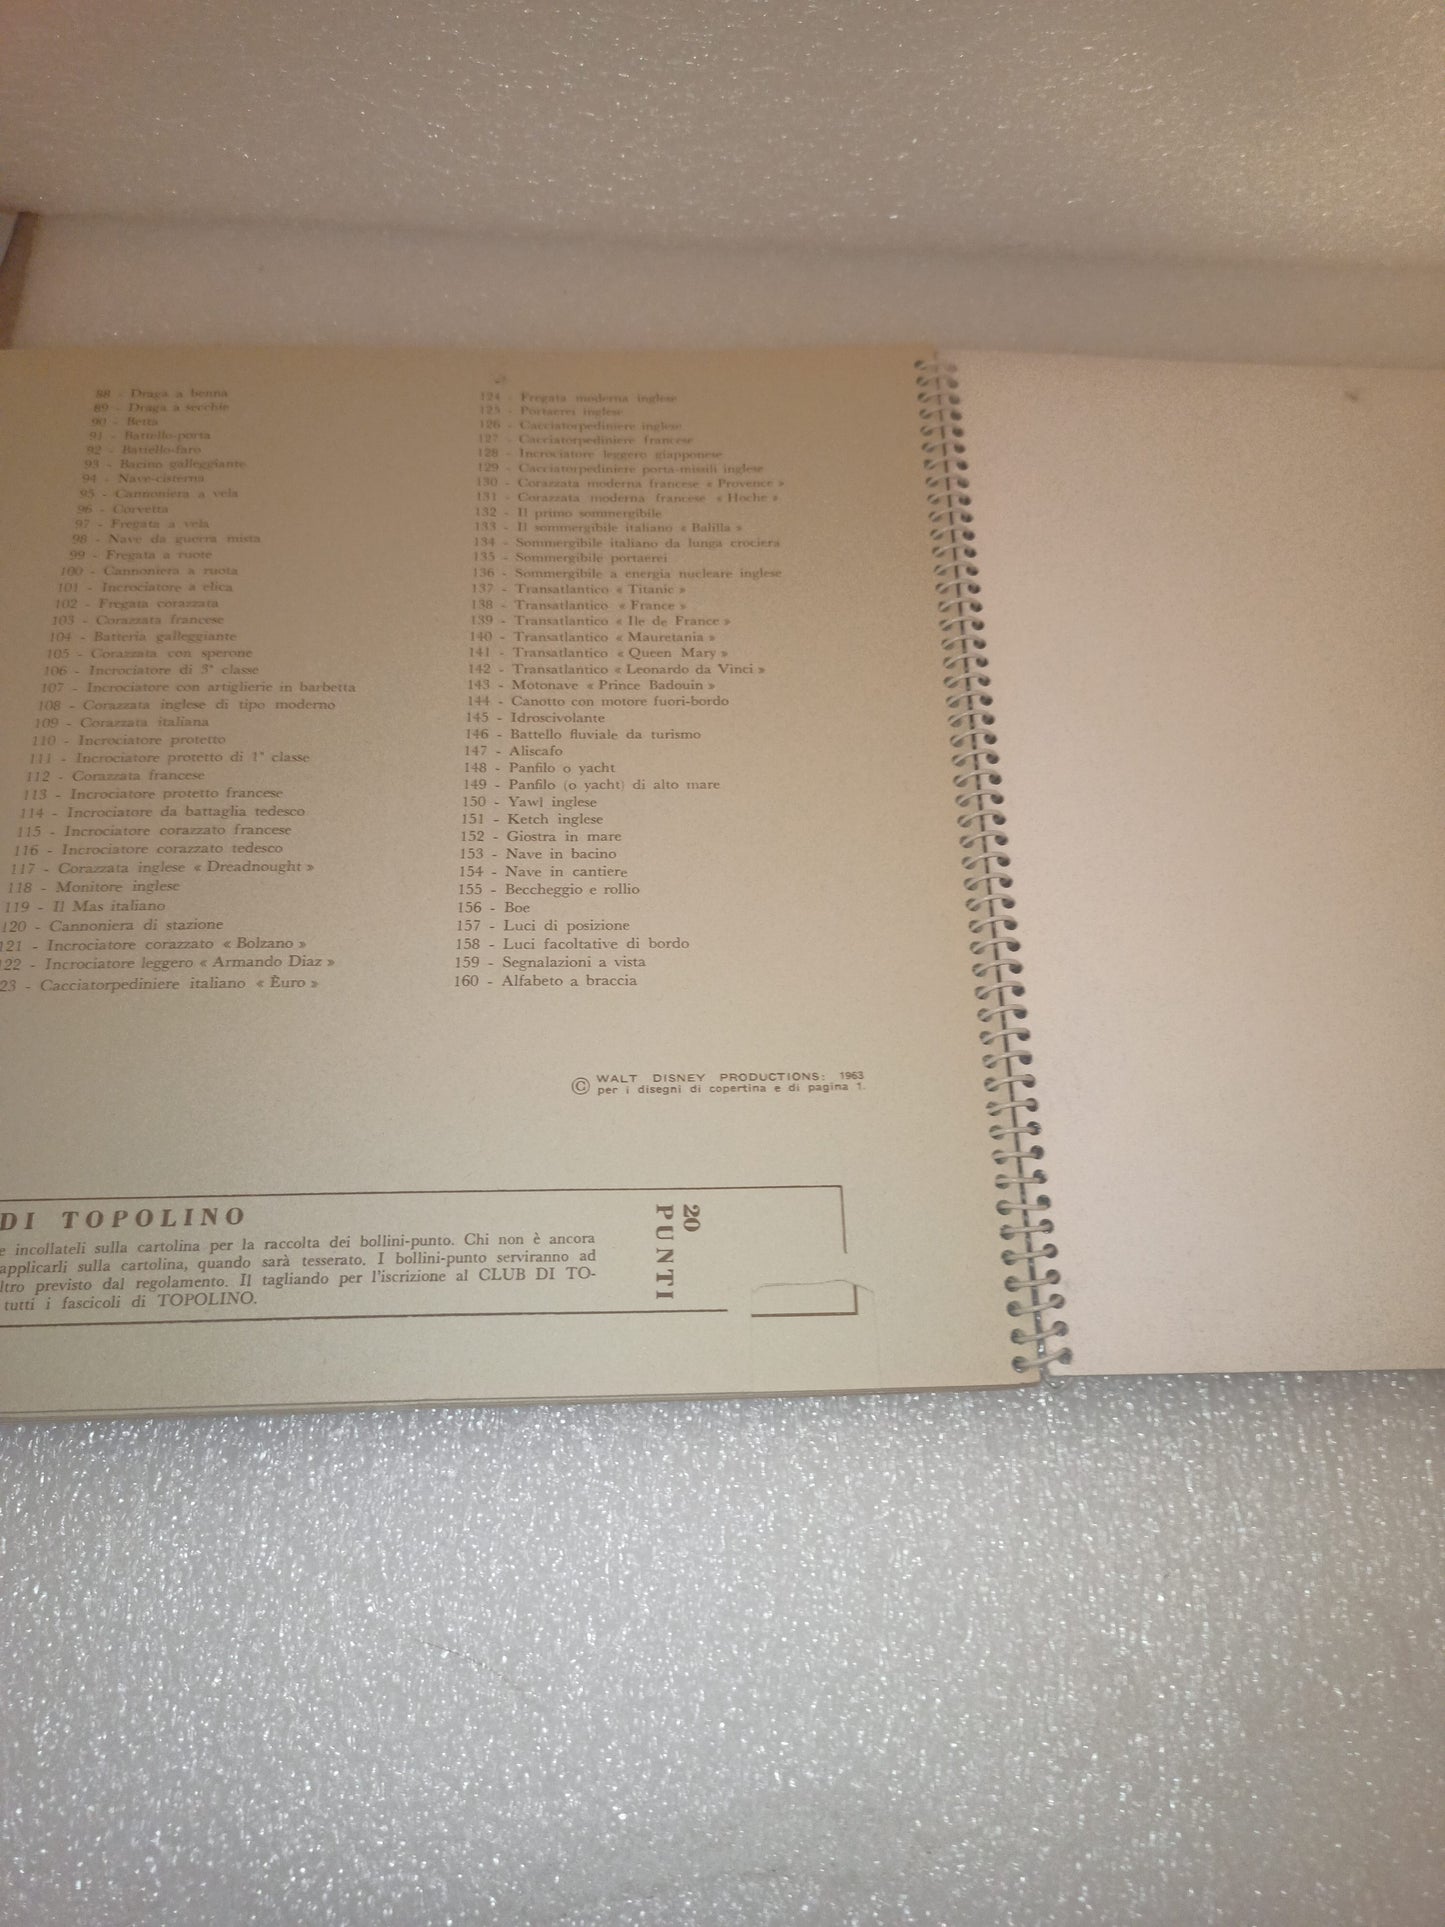 88 - Draga a benna
89 - Draga a secchie
90 - Betta
91 - Battello-porta
92 - Battello-faro
93 - Bacino galleggiante
94 - Nave-cisterna
95 - Cannoniera a vela
96 - Corvetta
97 - Fregata a vela
98 - Nave da guerra mista
99 - Fregata a ruote
100 - Cannoniera a ruota
101 - Incrociatore a elica
102 - Fregata corazzata
103 - Corazzata francese
104 - Batteria galleggiante
105 - Corazzata con sperone
106 - Incrociatore di 3ª classe
107 - Incrociatore con artiglierie in barbetta
108 - Corazzata inglese di tipo moderno
109 - Corazzata italiana
110 - Incrociatore protetto
111 - Incrociatore protetto di 1ª classe
112 - Corazzata francese
113 - Incrociatore protetto francese
114 - Incrociatore da battaglia tedesco
115 - Incrociatore corazzato francese
116 - Incrociatore corazzato tedesco
117 - Corazzata inglese « Dreadnought »
118 - Monitore inglese
119 - Il Mas italiano
120 - Cannoniera di stazione
121 - Incrociatore corazzato « Bolzano »
122 - Incrociatore leggero « Armando Diaz »
23 - Cacciatorpediniere italiano « Èuro »
124 - Fregata moderna inglese
125 - Portaerei inglese
126 - Cacciatorpediniere inglese
127 - Cacciatorpediniere francese
128 - Incrociatore leggero giapponese
129 - Cacciatorpediniere porta-missili inglese
130 - Corazzata moderna francese « Provence »
131 - Corazzata moderna francese « Hoche »
132 - Il primo sommergibile
133 - Il sommergibile italiano « Balilla »
134 - Sommergibile italiano da lunga crociera
135 - Sommergibile portaerei
136 - Sommergibile a energia nucleare inglese
137 - Transatlantico « Titanic »
138 - Transatlantico « France »
139 - Transatlantico « Ile de France »
140 - Transatlantico « Mauretania »
141 - Transatlantico « Queen Mary »
142 - Transatlantico « Leonardo da Vinci »
143 - Motonave « Prince Badouin »
144 - Canotto con motore fuori-bordo
145 - Idroscivolante
146 - Battello fluviale da turismo
147 - Aliscafo
148 - Panfilo o yacht
149 - Panfilo (o yacht) di alto mare
150 - Yawl inglese
151 - Ketch inglese
152 - Giostra in mare
153 - Nave in bacino
154 - Nave in cantiere
155 - Beccheggio e rollio
156 - Boe
157 - Luci di posizione
158 - Luci facoltative di bordo
159 - Segnalazioni a vista
160 - Alfabeto a braccia
© WALT DISNEY PRODUCTIONS: 1963
per i disegni di copertina e di pagina 1.
DI TOPOLINO
e incollateli sulla cartolina per la raccolta dei bollini-punto. Chi non è ancora
applicarli sulla cartolina, quando sarà tesserato. I bollini-punto serviranno ad
ltro previsto dal regolamento. Il tagliando per l'iscrizione al CLUB DI TO-
tutti i fascicoli di TOPOLINO.
20
PUNTI